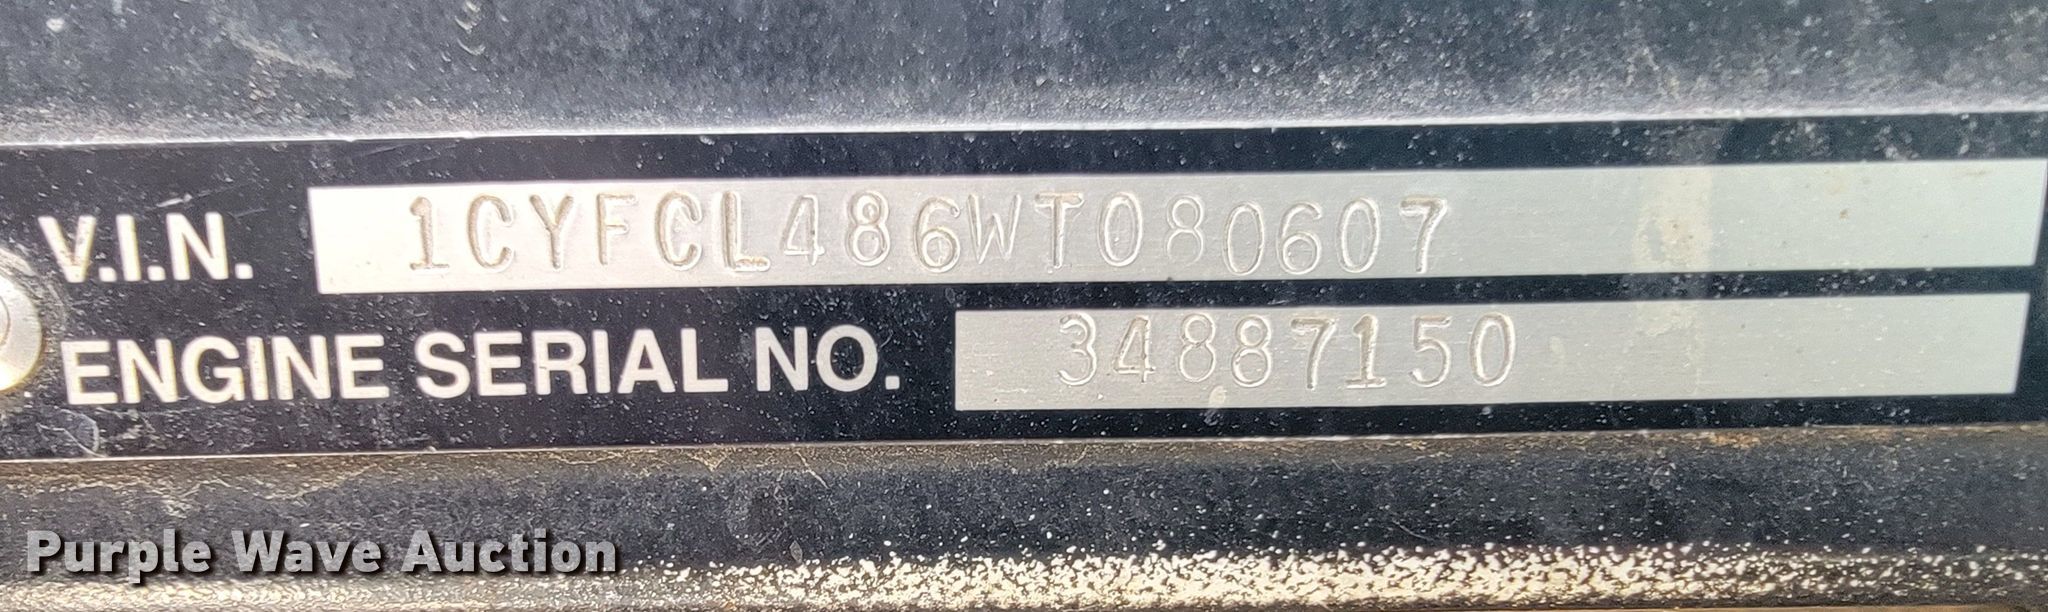 V.I.N. 1CYFCL486WT080607
ENGINE SERIAL NO. 34887150
Purple Wave Auction